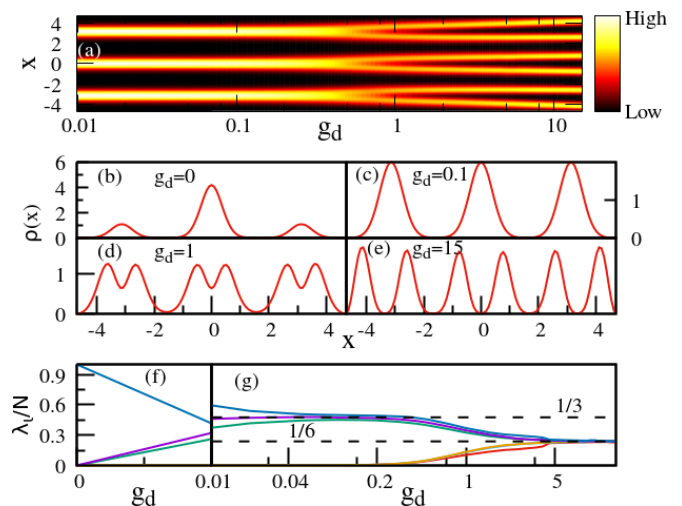 4 High
(a)
2
x 0
-2
-4 Low
0.01 0.1 g_d 1 10
6 (b) g_d=0 (c) g_d=0.1
4
ρ(x) 2 1
0 0
(d) g_d=1 (e) g_d=15
1
0
-4 -2 0 2 4 x -4 -2 0 2 4
0.9 (f) (g)
λ_i/N 0.6 1/3
0.3 1/6
0
0 g_d 0.01 0.04 0.2 g_d 1 5